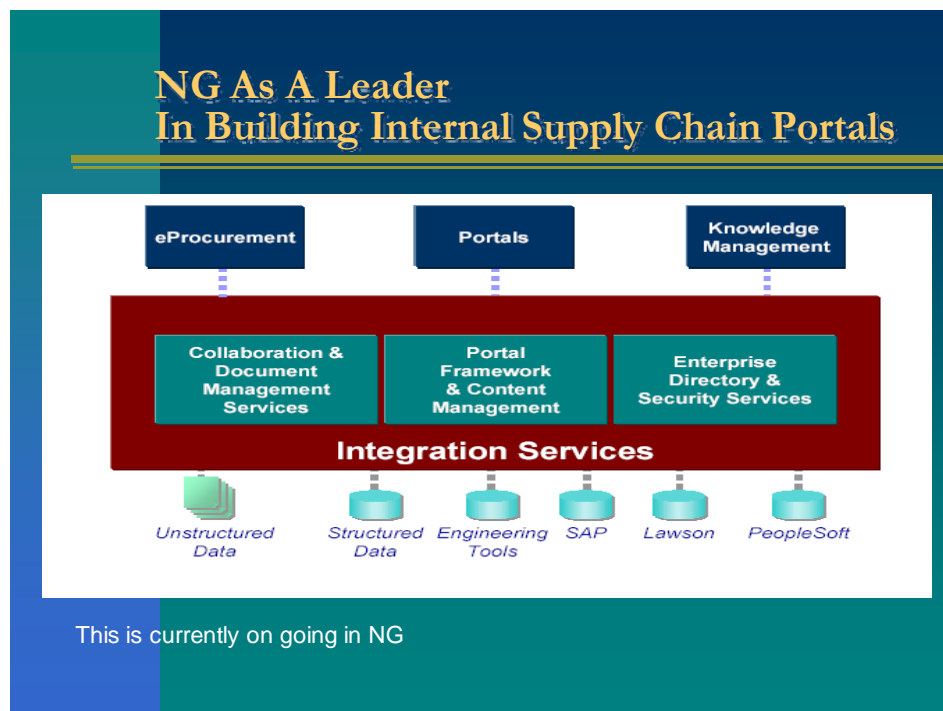 NG As A Leader
In Building Internal Supply Chain Portals
eProcurement
Portals
Knowledge
Management
Collaboration &
Document
Management
Services
Portal
Framework
& Content
Management
Enterprise
Directory &
Security Services
Integration Services
Unstructured
Data
Structured
Data
Engineering
Tools
SAP
Lawson
PeopleSoft
This is currently on going in NG